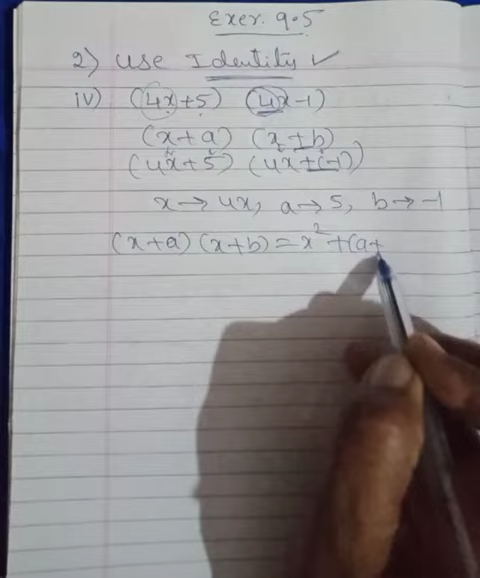 Exer. 9.5
2) Use Identity ✓
iv) (4x+5) (4x-1)
(x+a) (x+b)
(4x+5) (4x+(-1))
x → 4x, a → 5, b → -1
(x+a) (x+b) = x² + (a+